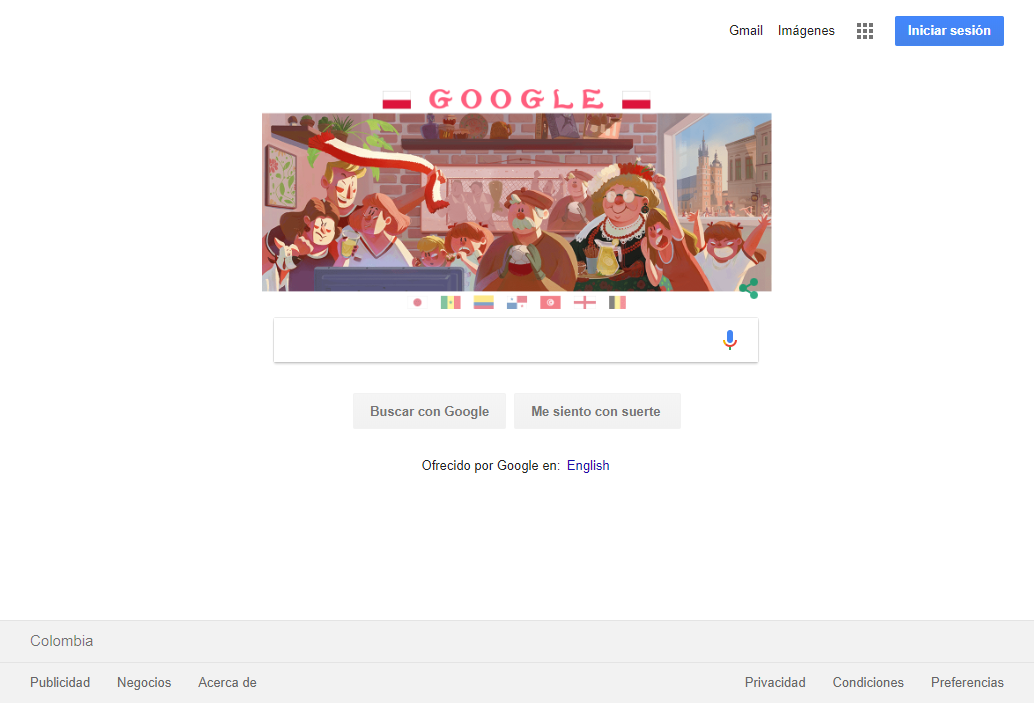 Gmail Imágenes Iniciar sesión
GOOGLE
Buscar con Google Me siento con suerte
Ofrecido por Google en: English
Colombia
Publicidad Negocios Acerca de Privacidad Condiciones Preferencias